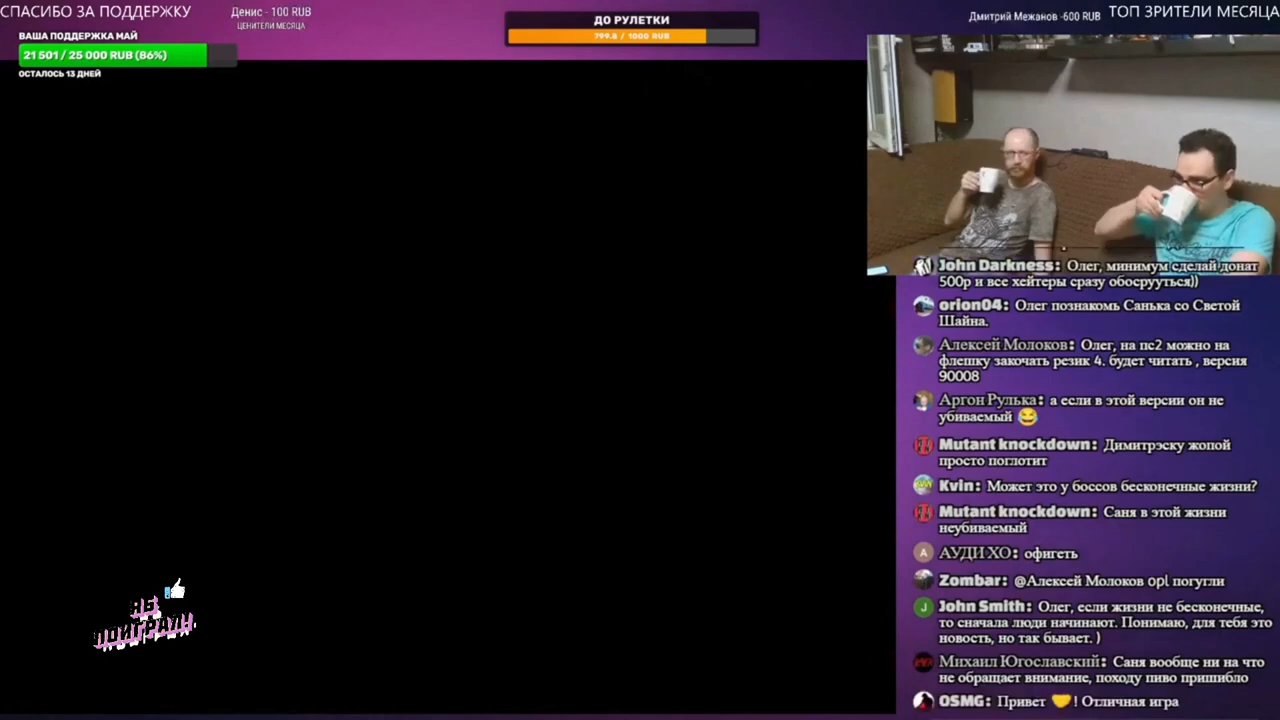 СПАСИБО ЗА ПОДДЕРЖКУ
Денис - 100 RUB
ЦЕНИТЕЛИ МЕСЯЦА
ВАША ПОДДЕРЖКА МАЙ
21 501 / 25 000 RUB (86%)
ОСТАЛОСЬ 13 ДНЕЙ
ДО РУЛЕТКИ
799.8 / 1000 RUB
Дмитрий Межанов -600 RUB
ТОП ЗРИТЕЛИ МЕСЯЦА
John Darkness: Олег, минимум сделай донат
500р и все хейтеры сразу обосрууться))
orion04: Олег познакомь Санька со Светой
Шайна.
Алексей Молоков: Олег, на пс2 можно на
флешку закочать резик 4. будет читать , версия
90008
Аргон Рулька: а если в этой версии он не
убиваемый 😂
Mutant knockdown: Димитрэску жопой
просто поглотит
Kvin: Может это у боссов бесконечные жизни?
Mutant knockdown: Саня в этой жизни
неубиваемый
АУДИ ХО: офигеть
Zombar: @Алексей Молоков opl погугли
John Smith: Олег, если жизни не бесконечные,
то сначала люди начинают. Понимаю, для тебя это
новость, но так бывает. )
Михаил Югославский: Саня вообще ни на что
не обращает внимание, походу пиво пришибло
OSMG: Привет 🤝! Отличная игра
ЯБ
ПОИГРАЛ!